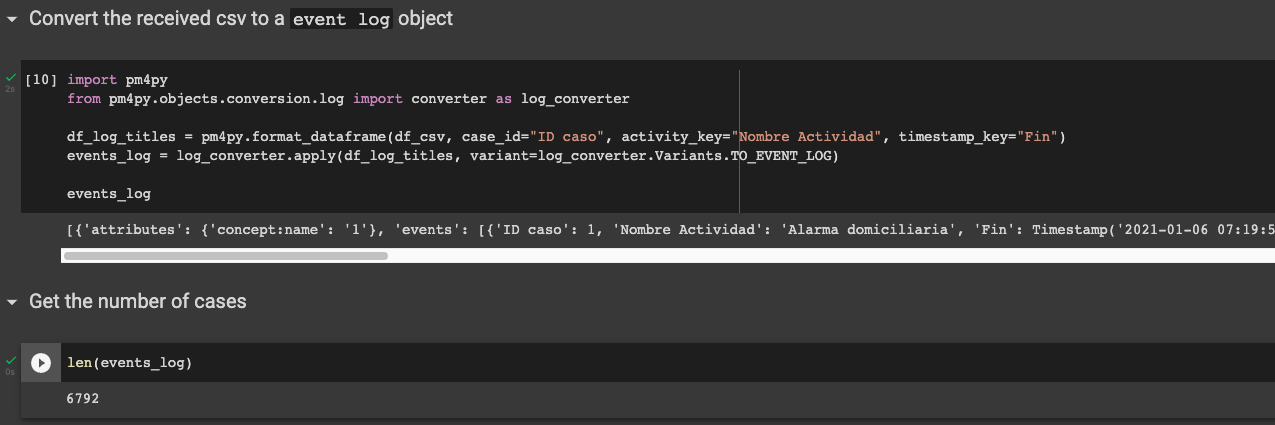 Convert the received csv to a event log object
[10] import pm4py
from pm4py.objects.conversion.log import converter as log_converter
df_log_titles = pm4py.format_dataframe(df_csv, case_id="ID caso", activity_key="Nombre Actividad", timestamp_key="Fin")
events_log = log_converter.apply(df_log_titles, variant=log_converter.Variants.TO_EVENT_LOG)
events_log
2s
[{'attributes': {'concept:name': '1'}, 'events': [{'ID caso': 1, 'Nombre Actividad': 'Alarma domiciliaria', 'Fin': Timestamp('2021-01-06 07:19:5
Get the number of cases
len(events_log)
0s
6792